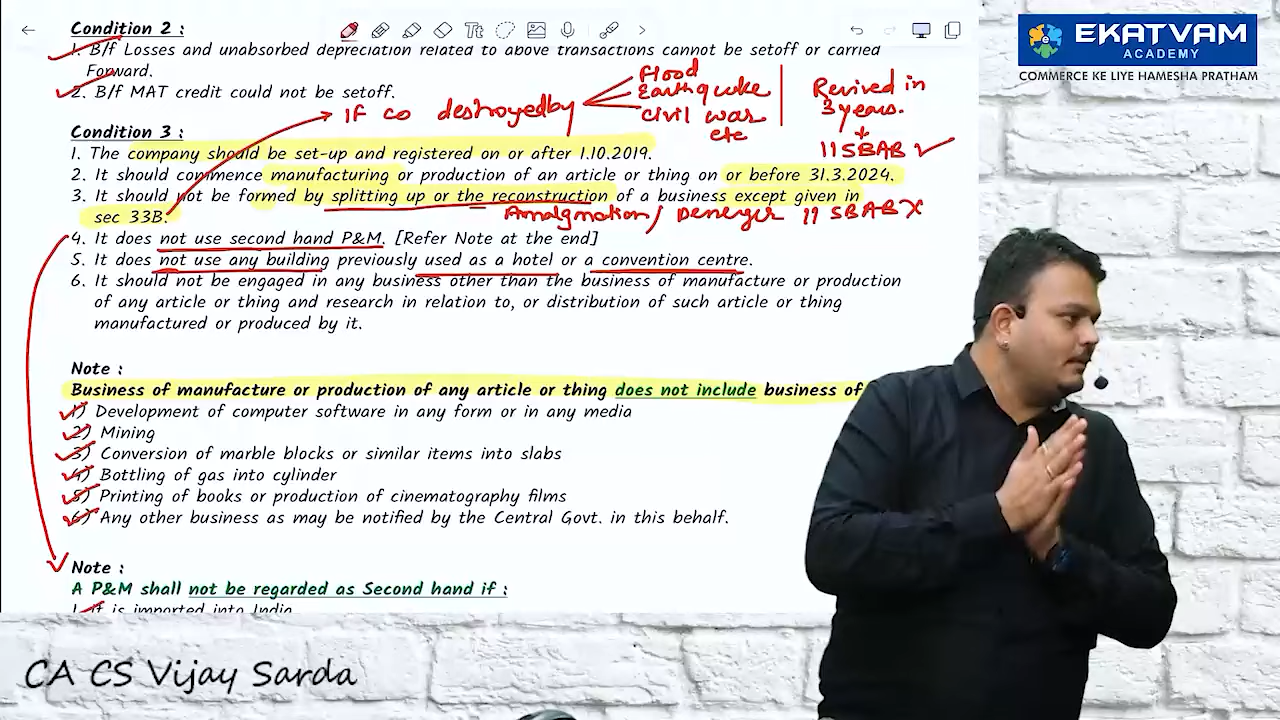 Condition 2 :
1. B/f Losses and unabsorbed depreciation related to above transactions cannot be setoff or carried
Forward.
2. B/f MAT credit could not be setoff.
If co destroyed by
Flood
Earthquake
Civil war
etc
Revived in
3 years.
+
115BAB ✓
Condition 3 :
1. The company should be set-up and registered on or after 1.10.2019.
2. It should commence manufacturing or production of an article or thing on or before 31.3.2024.
3. It should not be formed by splitting up or the reconstruction of a business except given in
sec 33B.
Amalgmation / Demerger 115BAB X
4. It does not use second hand P&M. [Refer Note at the end]
5. It does not use any building previously used as a hotel or a convention centre.
6. It should not be engaged in any business other than the business of manufacture or production
of any article or thing and research in relation to, or distribution of such article or thing
manufactured or produced by it.
Note :
Business of manufacture or production of any article or thing does not include business of
1) Development of computer software in any form or in any media
2) Mining
3) Conversion of marble blocks or similar items into slabs
4) Bottling of gas into cylinder
5) Printing of books or production of cinematography films
6) Any other business as may be notified by the Central Govt. in this behalf.
Note :
A P&M shall not be regarded as Second hand if :
1. it is imported into India
EKATVAM
ACADEMY
COMMERCE KE LIYE HAMESHA PRATHAM
CA CS Vijay Sarda